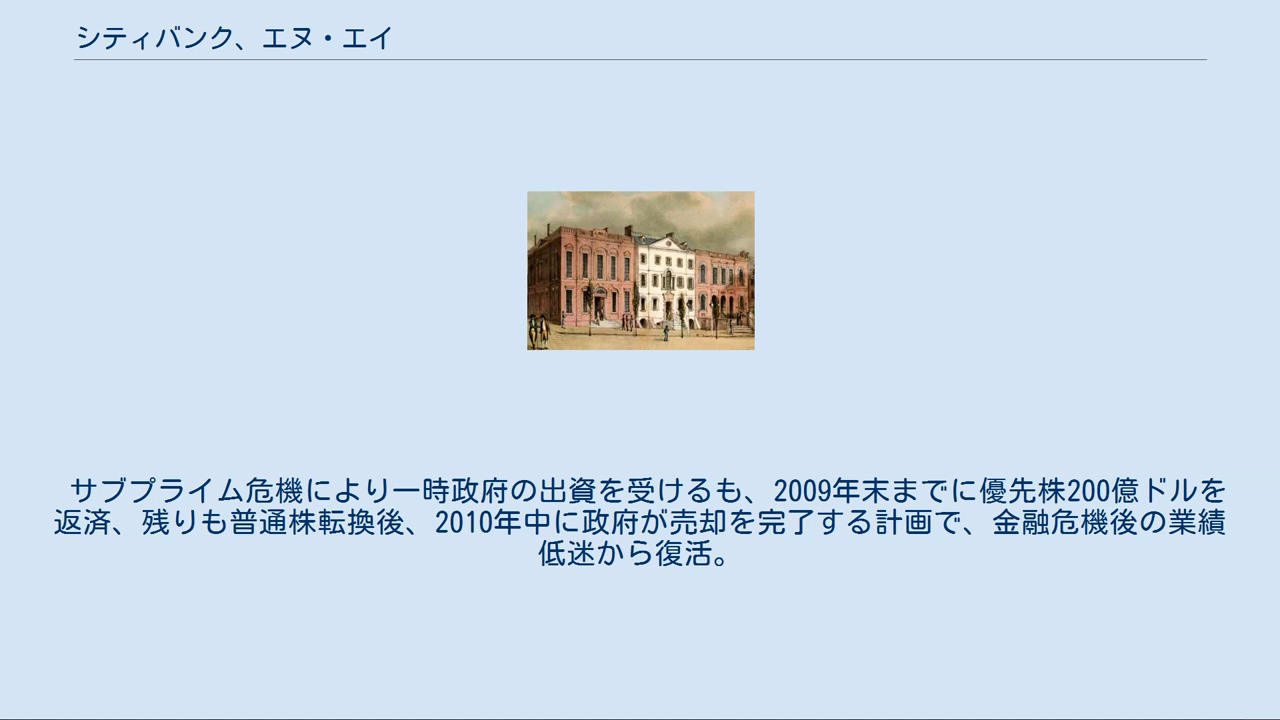 シティバンク、エヌ・エイ
サブプライム危機により一時政府の出資を受けるも、2009年末までに優先株200億ドルを
返済、残りも普通株転換後、2010年中に政府が売却を完了する計画で、金融危機後の業績
低迷から復活。